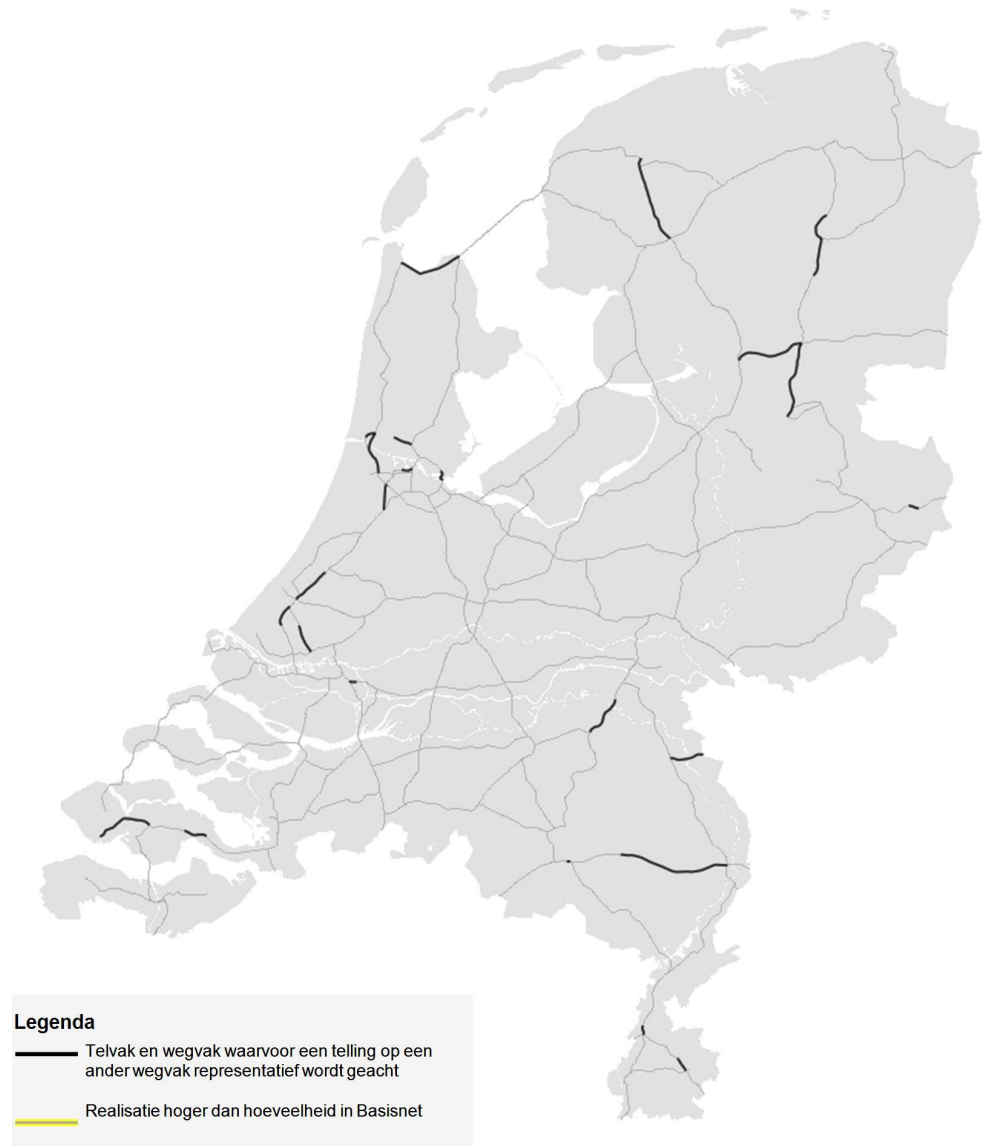 Legenda
Telvak en wegvak waarvoor een telling op een
ander wegvak representatief wordt geacht
Realisatie hoger dan hoeveelheid in Basisnet